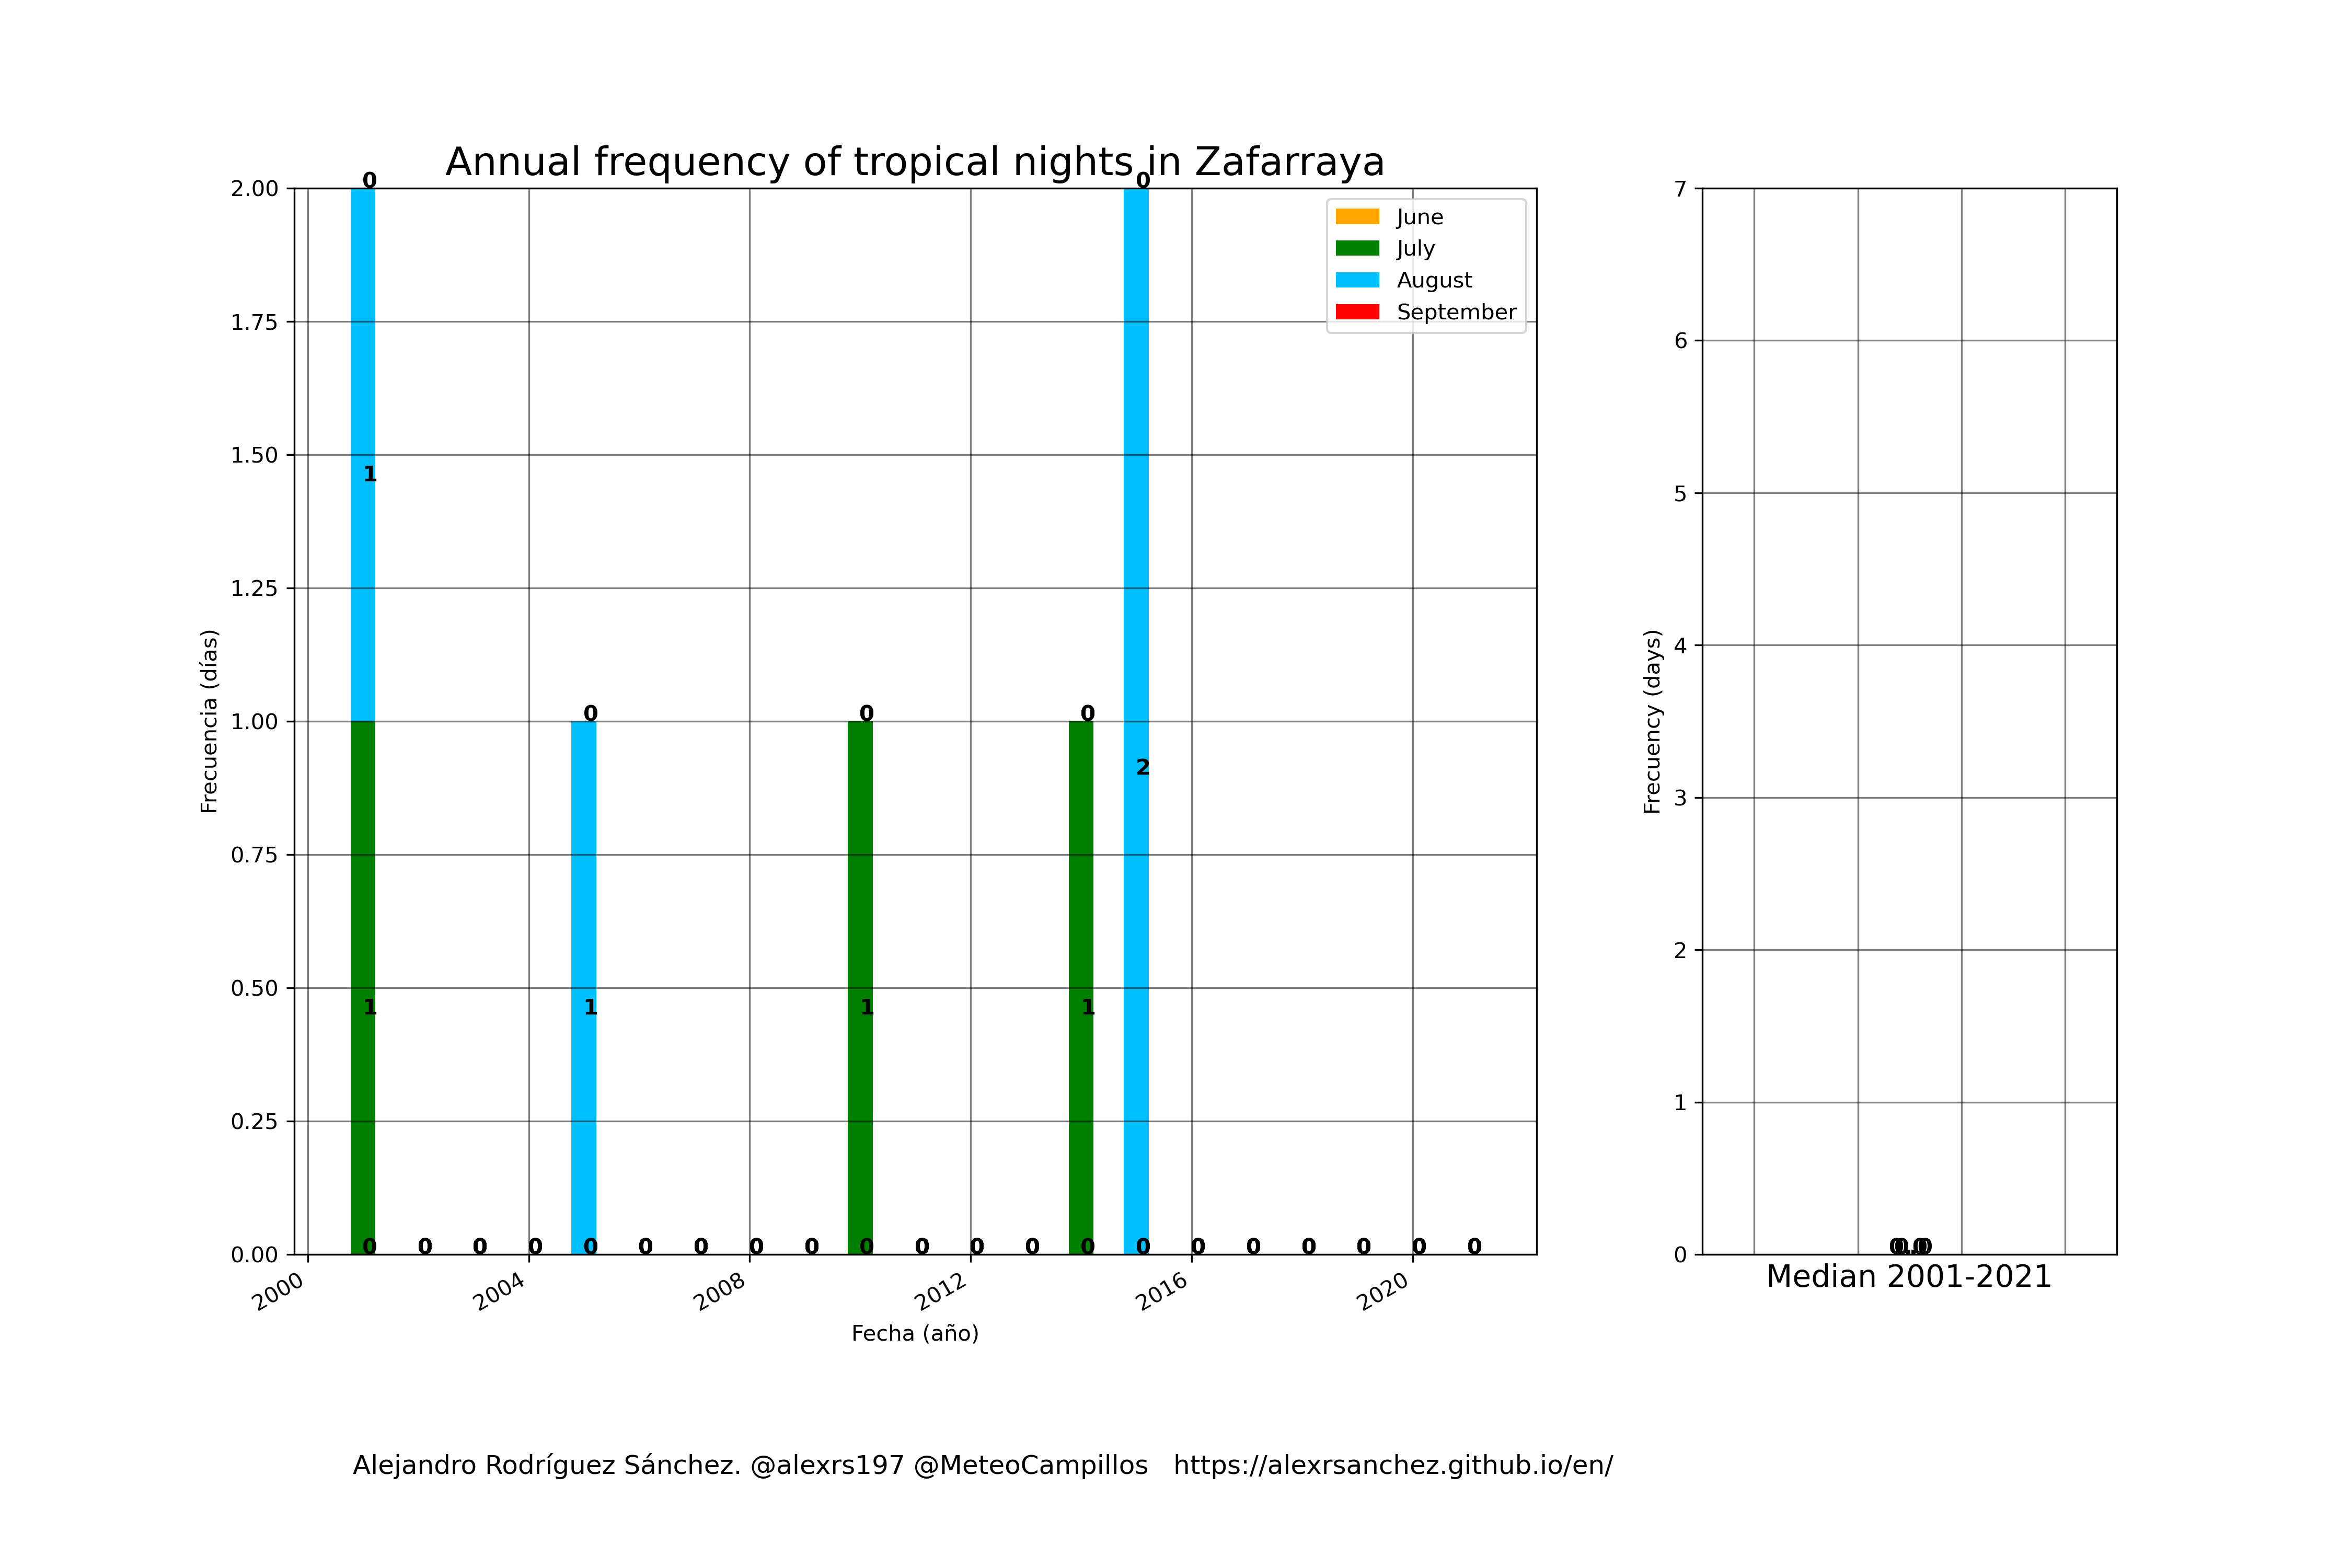 Annual frequency of tropical nights in Zafarraya
0 0
2.00
June
July
August
September
1.75
1.50
1
1.25
Frecuencia (días)
1.00
0 0 0
2
0.75
0.50
1 1 1 1
0.25
0.00
0 0 0 0 0 0 0 0 0 0 0 0 0 0 0 0 0 0 0 0 0
2000 2004 2008 2012 2016 2020
Fecha (año)
7
6
5
4
Frecuency (days)
3
2
1
0
Median 2001-2021
Alejandro Rodríguez Sánchez. @alexrs197 @MeteoCampillos https://alexrsanchez.github.io/en/